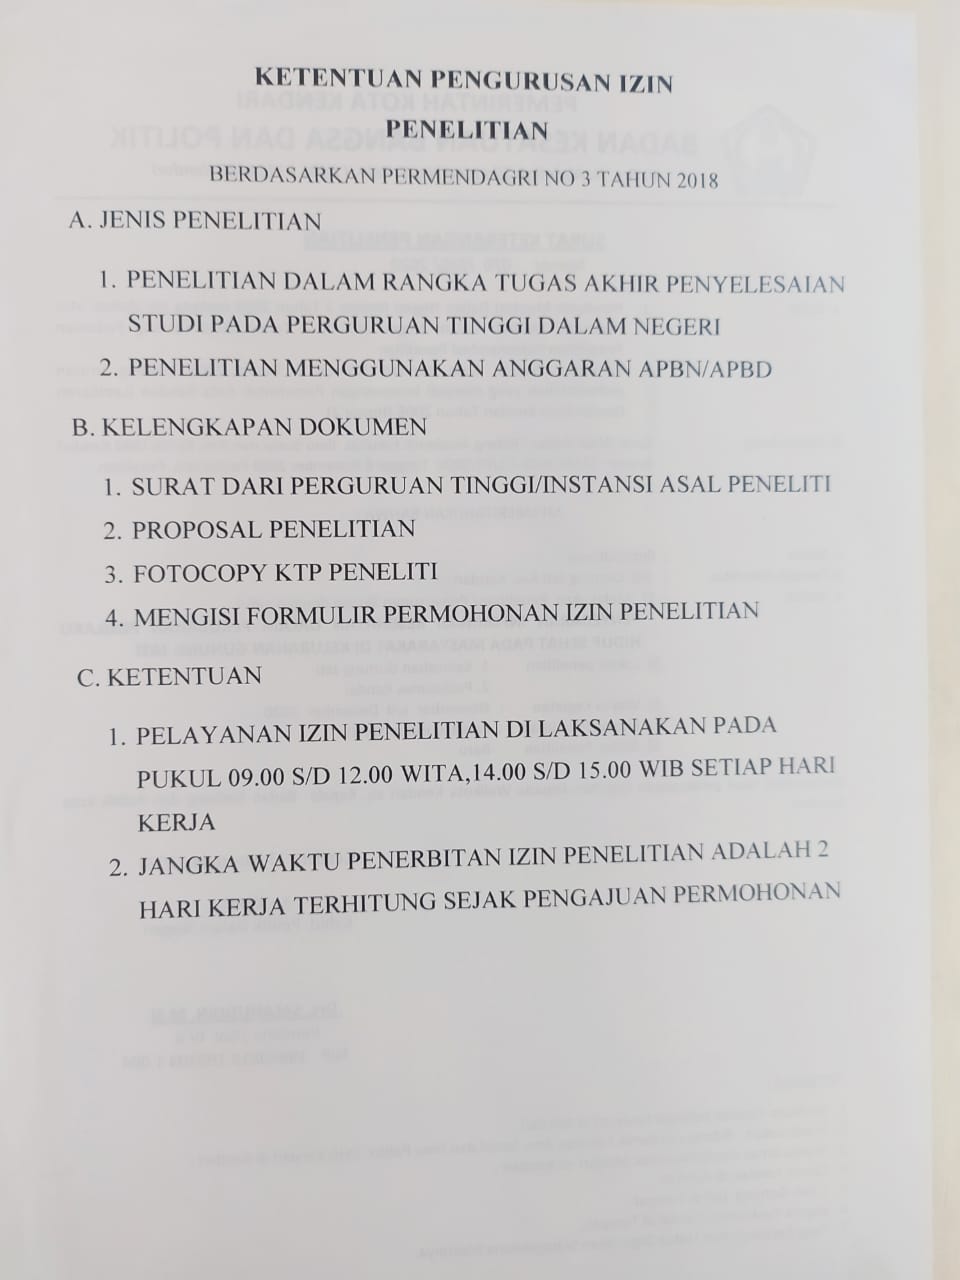 KETENTUAN PENGURUSAN IZIN
PENELITIAN
BERDASARKAN PERMENDAGRI NO 3 TAHUN 2018
A. JENIS PENELITIAN
1. PENELITIAN DALAM RANGKA TUGAS AKHIR PENYELESAIAN
STUDI PADA PERGURUAN TINGGI DALAM NEGERI
2. PENELITIAN MENGGUNAKAN ANGGARAN APBN/APBD
B. KELENGKAPAN DOKUMEN
1. SURAT DARI PERGURUAN TINGGI/INSTANSI ASAL PENELITI
2. PROPOSAL PENELITIAN
3. FOTOCOPY KTP PENELITI
4. MENGISI FORMULIR PERMOHONAN IZIN PENELITIAN
C. KETENTUAN
1. PELAYANAN IZIN PENELITIAN DI LAKSANAKAN PADA
PUKUL 09.00 S/D 12.00 WITA,14.00 S/D 15.00 WIB SETIAP HARI
KERJA
2. JANGKA WAKTU PENERBITAN IZIN PENELITIAN ADALAH 2
HARI KERJA TERHITUNG SEJAK PENGAJUAN PERMOHONAN